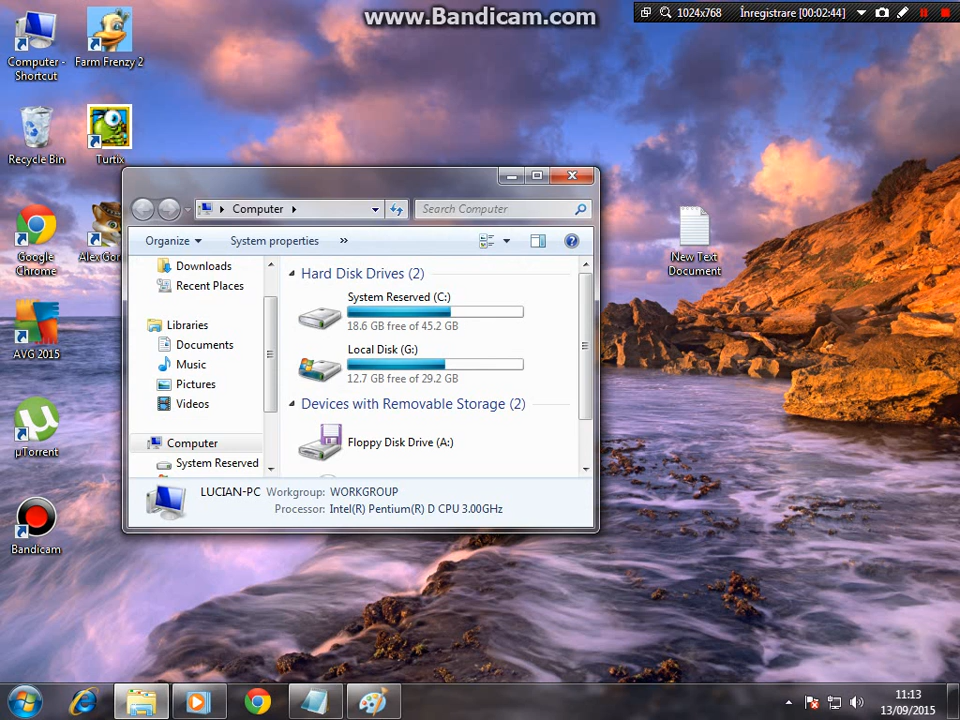 www.Bandicam.com
1024x768
Înregistrare [00:02:44]
Computer -
Shortcut
Farm Frenzy 2
Recycle Bin
Turtix
Google
Chrome
AVG 2015
µTorrent
Bandicam
New Text
Document
Computer
Search Computer
Organize
System properties
»
Downloads
Recent Places
Libraries
Documents
Music
Pictures
Videos
Computer
System Reserved
Hard Disk Drives (2)
System Reserved (C:)
18.6 GB free of 45.2 GB
Local Disk (G:)
12.7 GB free of 29.2 GB
Devices with Removable Storage (2)
Floppy Disk Drive (A:)
LUCIAN-PC Workgroup: WORKGROUP
Processor: Intel(R) Pentium(R) D CPU 3.00GHz
11:13
13/09/2015